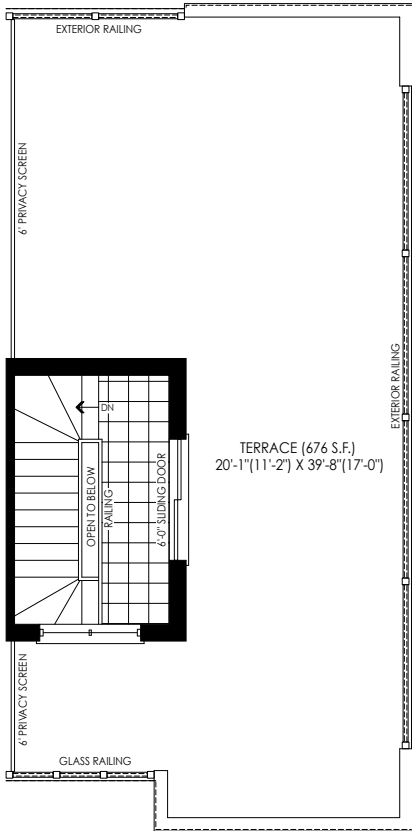 EXTERIOR RAILING
6' PRIVACY SCREEN
EXTERIOR RAILING
DN
TERRACE (676 S.F.)
20'-1"(11'-2") X 39'-8"(17'-0")
OPEN TO BELOW
RAILING
6'-0" SLIDING DOOR
6' PRIVACY SCREEN
GLASS RAILING